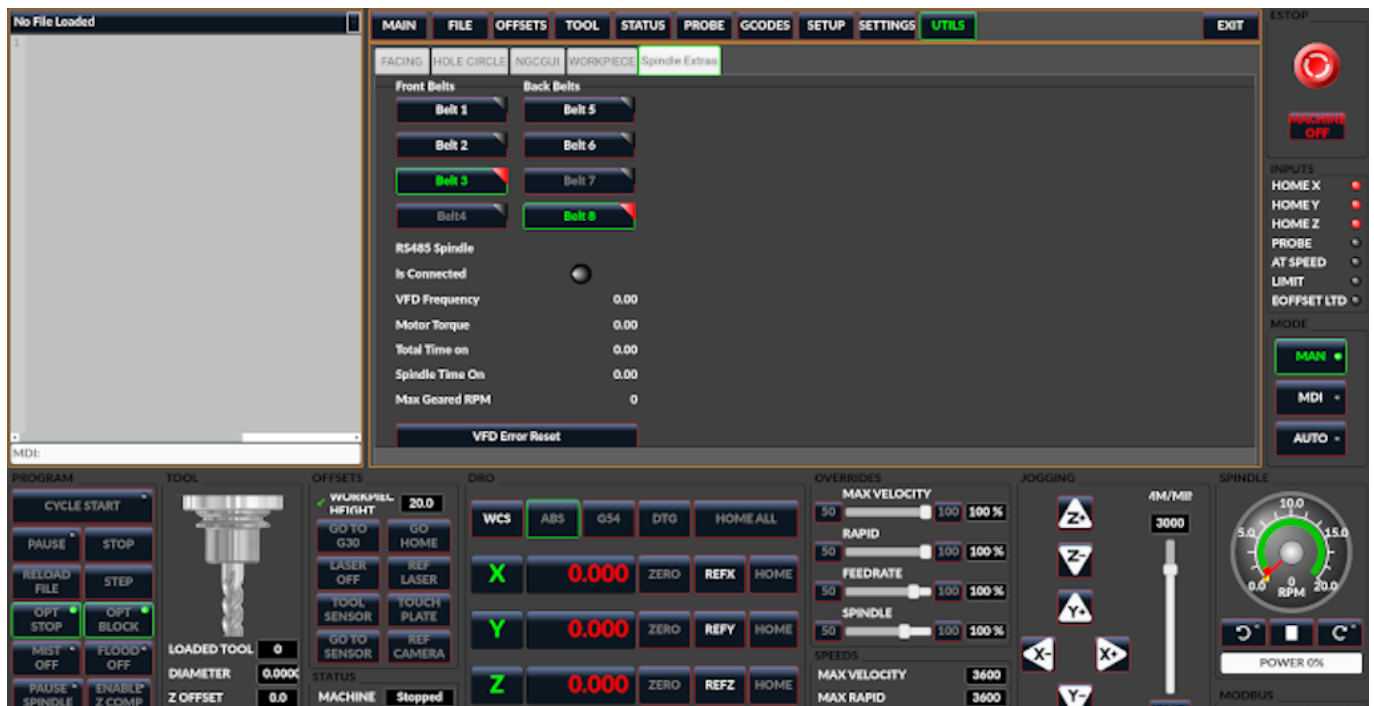 No File Loaded
1
MDI:
MAIN FILE OFFSETS TOOL STATUS PROBE GCODES SETUP SETTINGS UTILS EXIT
FACING HOLE CIRCLE NGCGUI WORKPIECE Spindle Extras
Front Belts Back Belts
Belt 1 Belt 5
Belt 2 Belt 6
Belt 3 Belt 7
Belt4 Belt 8
RS485 Spindle
Is Connected
VFD Frequency 0.00
Motor Torque 0.00
Total Time on 0.00
Spindle Time On 0.00
Max Geared RPM 0
VFD Error Reset
ESTOP
MACHINE
OFF
INPUTS
HOME X
HOME Y
HOME Z
PROBE
AT SPEED
LIMIT
EOFFSET LTD
MODE
MAN
MDI
AUTO
PROGRAM
CYCLE START
PAUSE STOP
RELOAD
FILE
STEP
OPT
STOP
OPT
BLOCK
MIST
OFF
FLOOD
OFF
PAUSE
SPINDLE
ENABLE
Z COMP
TOOL
LOADED TOOL 0
DIAMETER 0.0000
Z OFFSET 0.0
OFFSETS
HEIGHT 20.0
GO TO
G30
GO
HOME
LASER
OFF
REF
LASER
TOOL
SENSOR
TOUCH
PLATE
GO TO
SENSOR
REF
CAMERA
STATUS
MACHINE Stopped
DRO
WCS ABS G54 DTG HOME ALL
X 0.000 ZERO REFX HOME
Y 0.000 ZERO REFY HOME
Z 0.000 ZERO REFZ HOME
OVERRIDES
MAX VELOCITY
50 100 100 %
RAPID
50 100 100 %
FEEDRATE
50 100 100 %
SPINDLE
50 100 100 %
SPEEDS
MAX VELOCITY 3600
MAX RAPID 3600
JOGGING
Z+
Z-
Y+
X- X+
Y-
3000
SPINDLE
10.0
5.0 15.0
0.0 0 20.0
RPM
POWER 0%
MODBUS